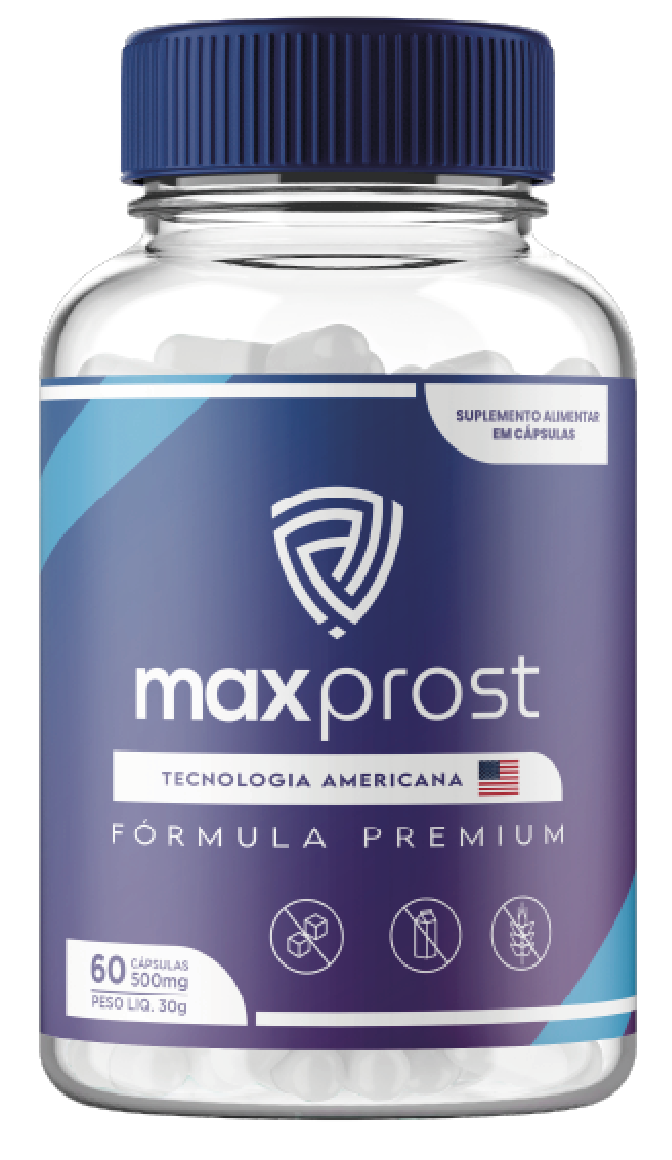 SUPLEMENTO ALIMENTAR
EM CÁPSULAS
maxprost
TECNOLOGIA AMERICANA
FÓRMULA PREMIUM
60 CÁPSULAS
500mg
PESO LIQ. 30g